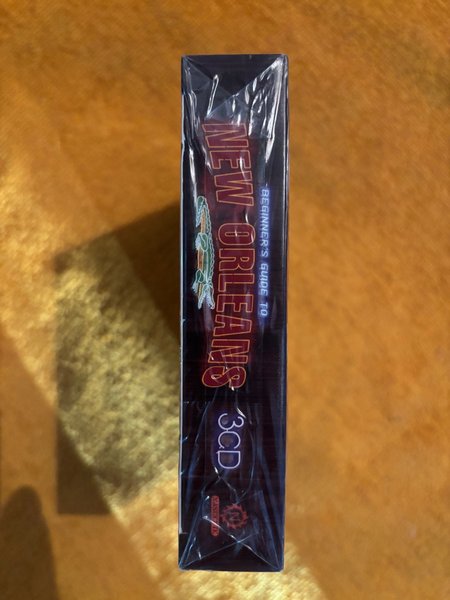 BEGINNER'S GUIDE TO
NEW ORLEANS
3CD
N